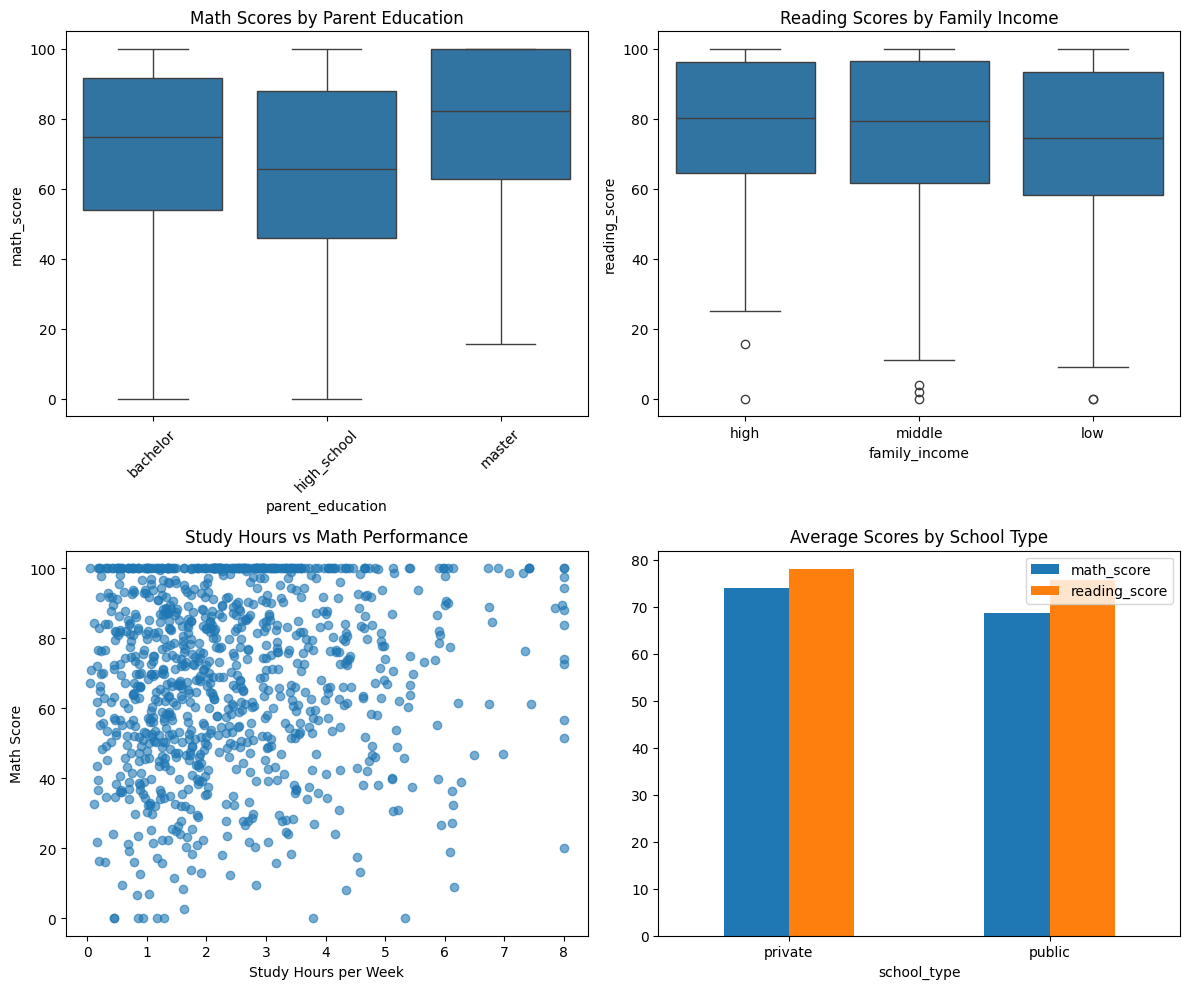 Math Scores by Parent Education
100
80
60
40
20
0
math_score
bachelor
high_school
master
parent_education
Reading Scores by Family Income
100
80
60
40
20
0
reading_score
high
middle
low
family_income
Study Hours vs Math Performance
100
80
60
40
20
0
Math Score
0 1 2 3 4 5 6 7 8
Study Hours per Week
Average Scores by School Type
math_score
reading_score
80
70
60
50
40
30
20
10
0
private
public
school_type